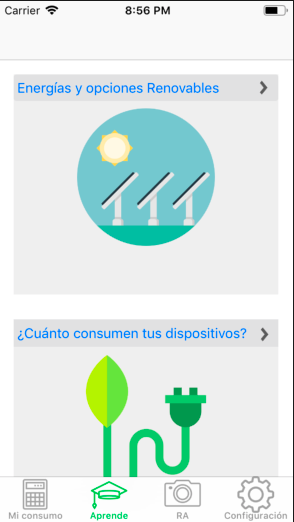 Carrier
8:56 PM
Energías y opciones Renovables
¿Cuánto consumen tus dispositivos?
Mi consumo
Aprende
RA
Configuración